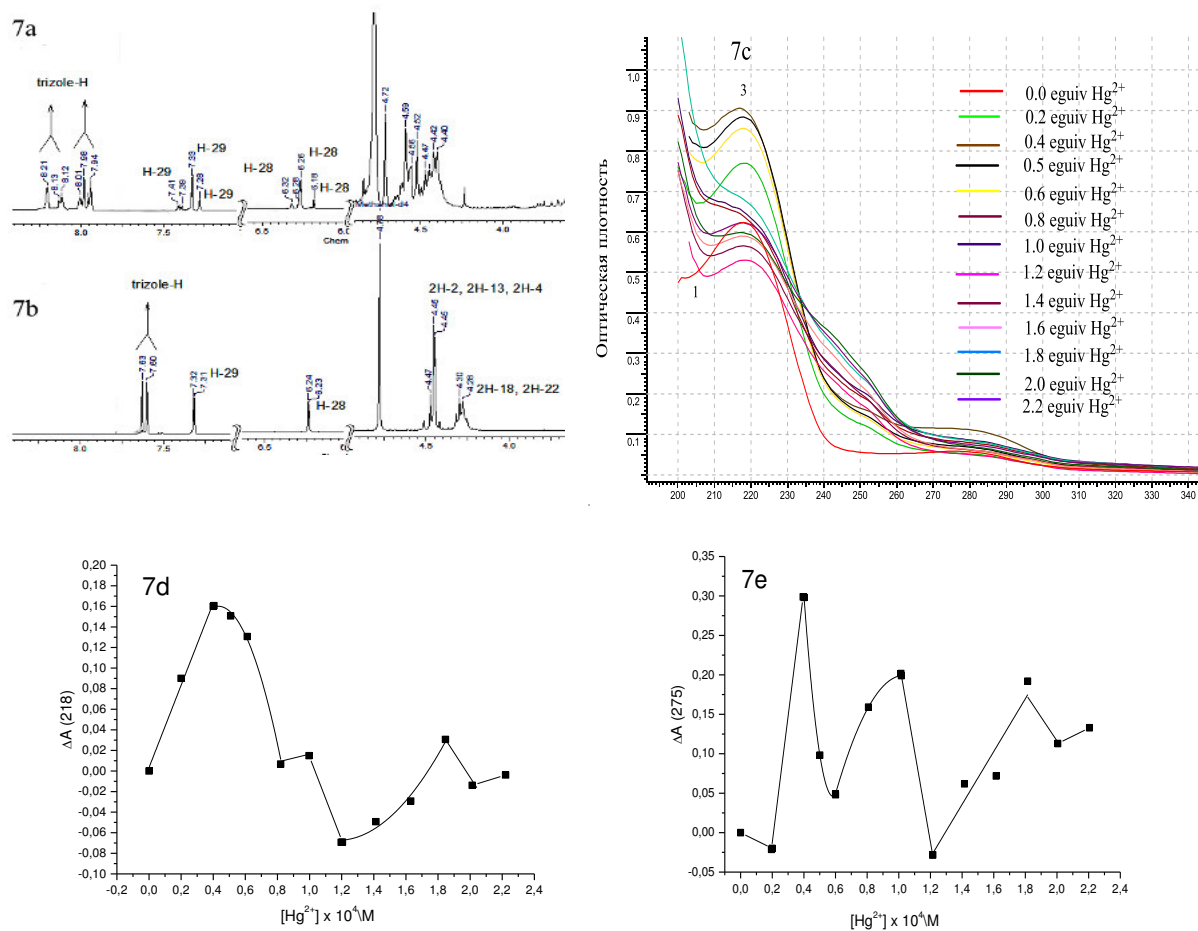 7a
trizole-H
8.21
8.13
8.12
8.01
7.98
7.94
H-29
7.41
7.39
7.33
H-29
7.28
H-29
H-28
6.32
6.28
6.26
H-28
6.18
H-28
4.72
4.59
4.56
4.52
4.47
4.42
4.40
8.0
7.5
6.5
6.0
4.5
4.0
Chem
7b
trizole-H
7.63
7.60
7.32
7.31
H-29
6.24
6.23
H-28
4.78
2H-2, 2H-13, 2H-4
4.47
4.46
4.45
4.30
4.28
2H-18, 2H-22
8.0
7.5
6.5
4.5
4.0
7c
Оптическая плотность
1,0
0.9
0.8
0.7
0.6
0.5
0.4
0.3
0.2
0.1
3
1
0.0 eguiv Hg2+
0.2 eguiv Hg2+
0.4 eguiv Hg2+
0.5 eguiv Hg2+
0.6 eguiv Hg2+
0.8 eguiv Hg2+
1.0 eguiv Hg2+
1.2 eguiv Hg2+
1.4 eguiv Hg2+
1.6 eguiv Hg2+
1.8 eguiv Hg2+
2.0 eguiv Hg2+
2.2 eguiv Hg2+
200 210 220 230 240 250 260 270 280 290 300 310 320 330 340
7d
ΔA (218)
0,20
0,18
0,16
0,14
0,12
0,10
0,08
0,06
0,04
0,02
0,00
-0,02
-0,04
-0,06
-0,08
-0,10
-0,2 0,0 0,2 0,4 0,6 0,8 1,0 1,2 1,4 1,6 1,8 2,0 2,2 2,4
[Hg2+] x 104\M
7e
ΔA (275)
0,35
0,30
0,25
0,20
0,15
0,10
0,05
0,00
-0,05
0,0 0,2 0,4 0,6 0,8 1,0 1,2 1,4 1,6 1,8 2,0 2,2 2,4
[Hg2+] x 104\M